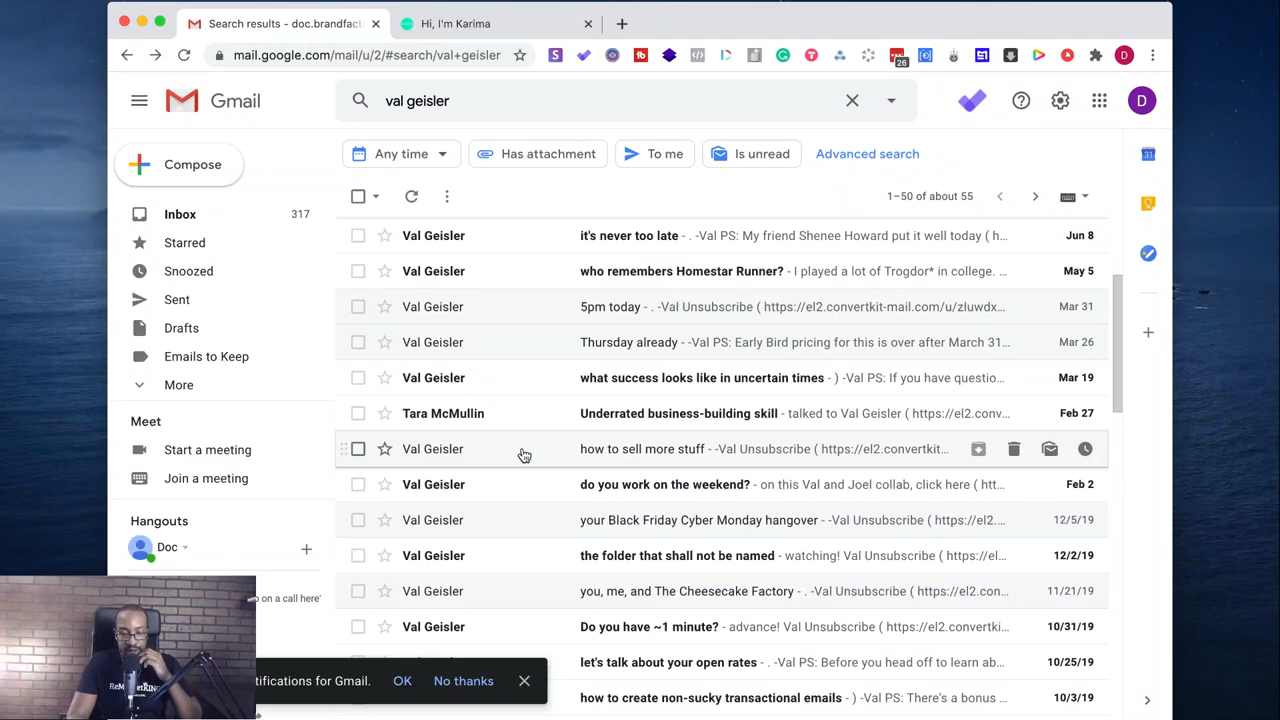 Search results - doc.brandfact
Hi, I'm Karima
mail.google.com/mail/u/2/#search/val+geisler
26
D
Gmail
val geisler
D
Compose
Any time
Has attachment
To me
Is unread
Advanced search
31
1–50 of about 55
Inbox 317
Starred
Snoozed
Sent
Drafts
Emails to Keep
More
Meet
Start a meeting
Join a meeting
Hangouts
Doc
on a call here'
Val Geisler it's never too late - . -Val PS: My friend Shenee Howard put it well today ( h... Jun 8
Val Geisler who remembers Homestar Runner? - I played a lot of Trogdor* in college. ... May 5
Val Geisler 5pm today - . -Val Unsubscribe ( https://el2.convertkit-mail.com/u/zluwdx... Mar 31
Val Geisler Thursday already - -Val PS: Early Bird pricing for this is over after March 31... Mar 26
Val Geisler what success looks like in uncertain times - ) -Val PS: If you have questio... Mar 19
Tara McMullin Underrated business-building skill - talked to Val Geisler ( https://el2.conv... Feb 27
Val Geisler how to sell more stuff - -Val Unsubscribe ( https://el2.convertkit...
Val Geisler do you work on the weekend? - on this Val and Joel collab, click here ( htt... Feb 2
Val Geisler your Black Friday Cyber Monday hangover - -Val Unsubscribe ( https://el2.... 12/5/19
Val Geisler the folder that shall not be named - watching! Val Unsubscribe ( https://el... 12/2/19
Val Geisler you, me, and The Cheesecake Factory - . -Val Unsubscribe ( https://el2.con... 11/21/19
Val Geisler Do you have ~1 minute? - advance! Val Unsubscribe ( https://el2.convertki... 10/31/19
let's talk about your open rates - . -Val PS: Before you head off to learn ab... 10/25/19
how to create non-sucky transactional emails - ) -Val PS: There's a bonus ... 10/3/19
tifications for Gmail. OK No thanks